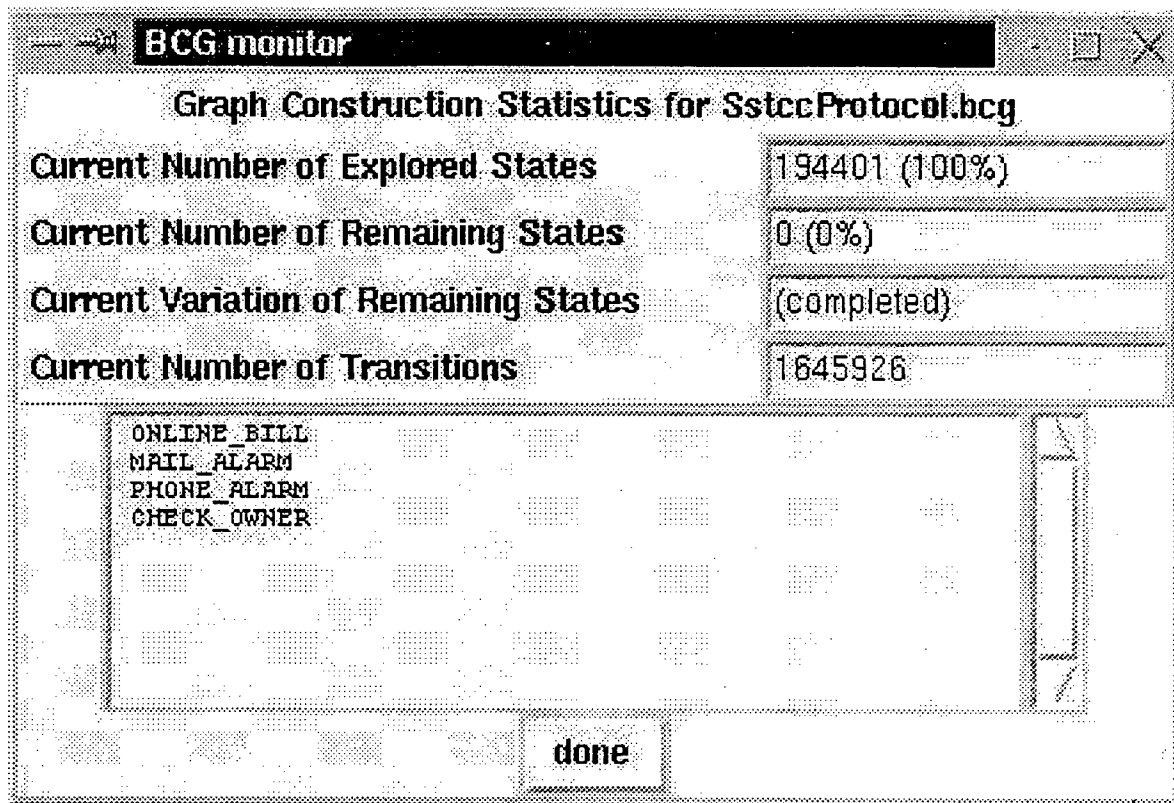 BCG monitor
Graph Construction Statistics for SstccProtocol.bcg
Current Number of Explored States 194401 (100%)
Current Number of Remaining States 0 (0%)
Current Variation of Remaining States (completed)
Current Number of Transitions 1645926
ONLINE_BILL
MAIL_ALARM
PHONE_ALARM
CHECK_OWNER
done